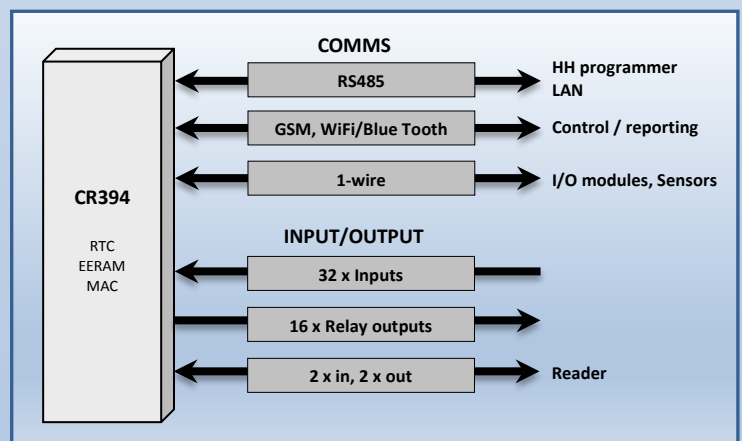 COMMS
RS485
HH programmer
LAN
GSM, WiFi/Blue Tooth
Control / reporting
1-wire
I/O modules, Sensors
CR394
RTC
EERAM
MAC
INPUT/OUTPUT
32 x Inputs
16 x Relay outputs
2 x in, 2 x out
Reader